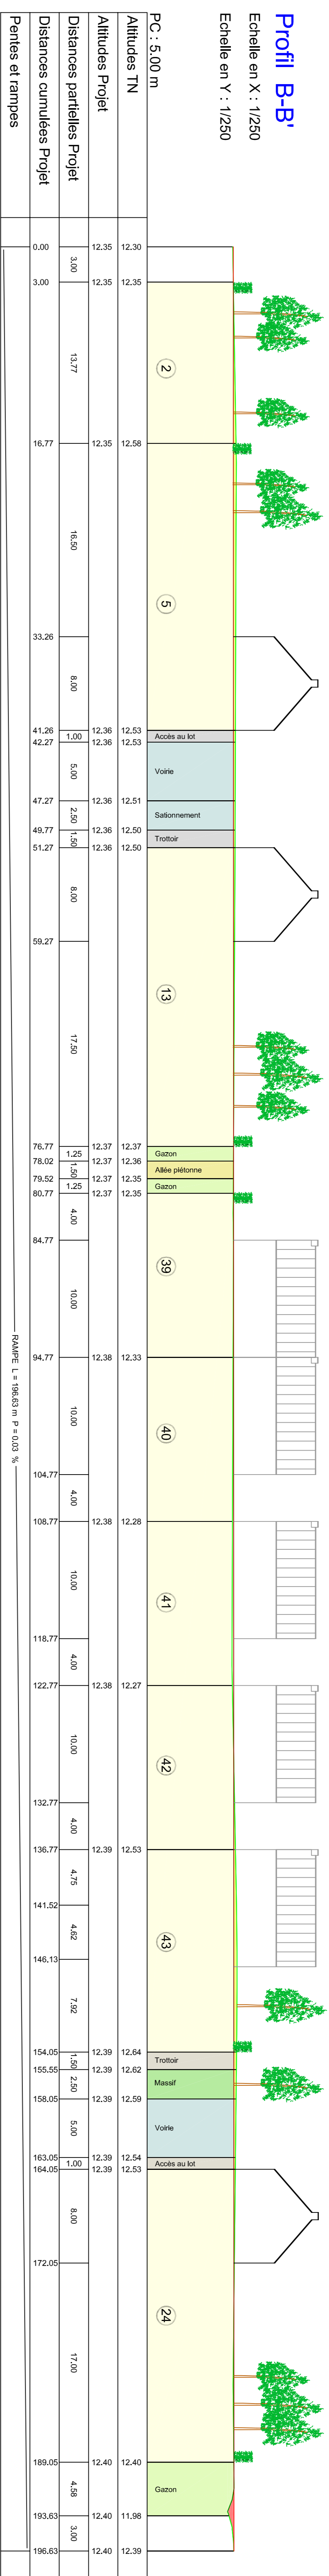 Profil B-B'
Echelle en X : 1/250
Echelle en Y : 1/250
PC : 5.00 m
2
5
Accès au lot
Voirie
Sationnement
Trottoir
13
Gazon
Allée piétonne
Gazon
39
40
41
42
43
Trottoir
Massif
Voirie
Accès au lot
24
Gazon
Altitudes TN
12.30 12.35 12.58 12.53 12.53 12.51 12.50 12.50 12.37 12.36 12.35 12.35 12.33 12.28 12.27 12.53 12.64 12.62 12.59 12.54 12.53 12.40 11.98 12.39
Altitudes Projet
12.35 12.35 12.35 12.36 12.36 12.36 12.36 12.36 12.37 12.37 12.37 12.37 12.38 12.38 12.38 12.39 12.39 12.39 12.39 12.39 12.39 12.40 12.40 12.40
Distances partielles Projet
3.00 13.77 16.50 8.00 1.00 5.00 2.50 1.50 8.00 17.50 1.25 1.50 1.25 4.00 10.00 10.00 4.00 10.00 4.00 10.00 4.00 4.75 4.62 7.92 1.50 2.50 5.00 1.00 8.00 17.00 4.58 3.00
Distances cumulées Projet
0.00 3.00 16.77 33.26 41.26 42.27 47.27 49.77 51.27 59.27 76.77 78.02 79.52 80.77 84.77 94.77 104.77 108.77 118.77 122.77 132.77 136.77 141.52 146.13 154.05 155.55 158.05 163.05 164.05 172.05 189.05 193.63 196.63
Pentes et rampes
RAMPE L = 196.63 m P = 0.03 %